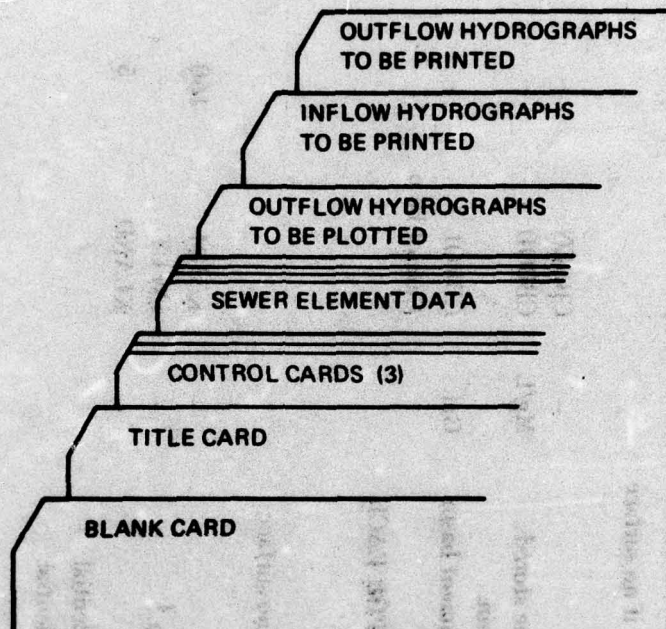 OUTFLOW HYDROGRAPHS
TO BE PRINTED
INFLOW HYDROGRAPHS
TO BE PRINTED
OUTFLOW HYDROGRAPHS
TO BE PLOTTED
SEWER ELEMENT DATA
CONTROL CARDS (3)
TITLE CARD
BLANK CARD